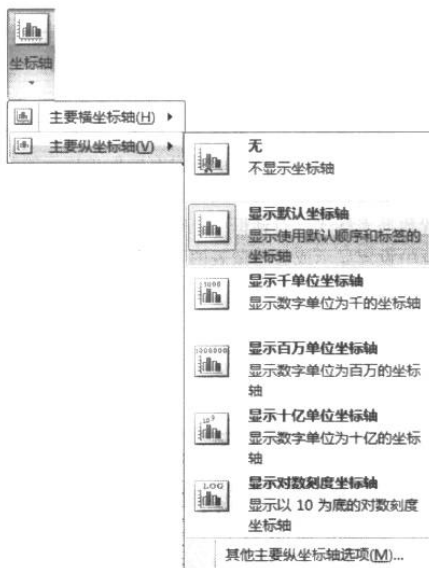 坐标轴
主要横坐标轴(H)
主要纵坐标轴(V)
无
不显示坐标轴
显示默认坐标轴
显示使用默认顺序和标签的
坐标轴
显示千单位坐标轴
显示数字单位为千的坐标轴
显示百万单位坐标轴
显示数字单位为百万的坐标
轴
显示十亿单位坐标轴
显示数字单位为十亿的坐标
轴
LOG
显示对数刻度坐标轴
显示以 10 为底的对数刻度
坐标轴
其他主要纵坐标轴选项(M)...